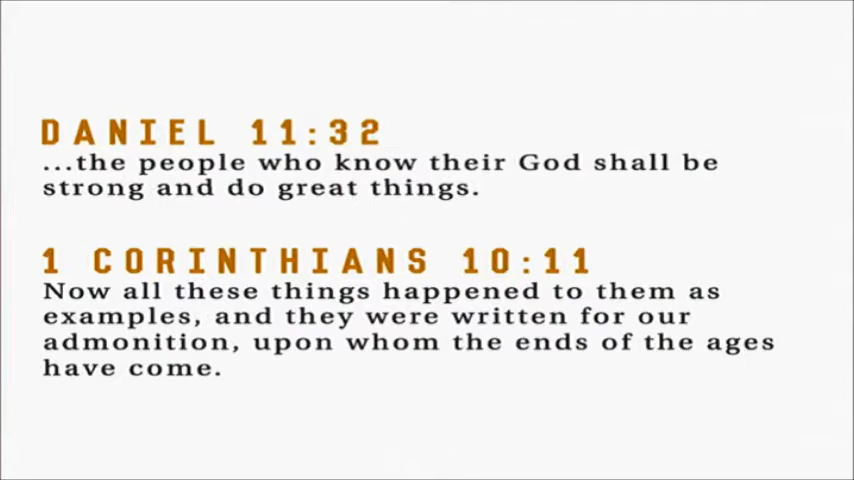 DANIEL 11:32
...the people who know their God shall be
strong and do great things.
1 CORINTHIANS 10:11
Now all these things happened to them as
examples, and they were written for our
admonition, upon whom the ends of the ages
have come.